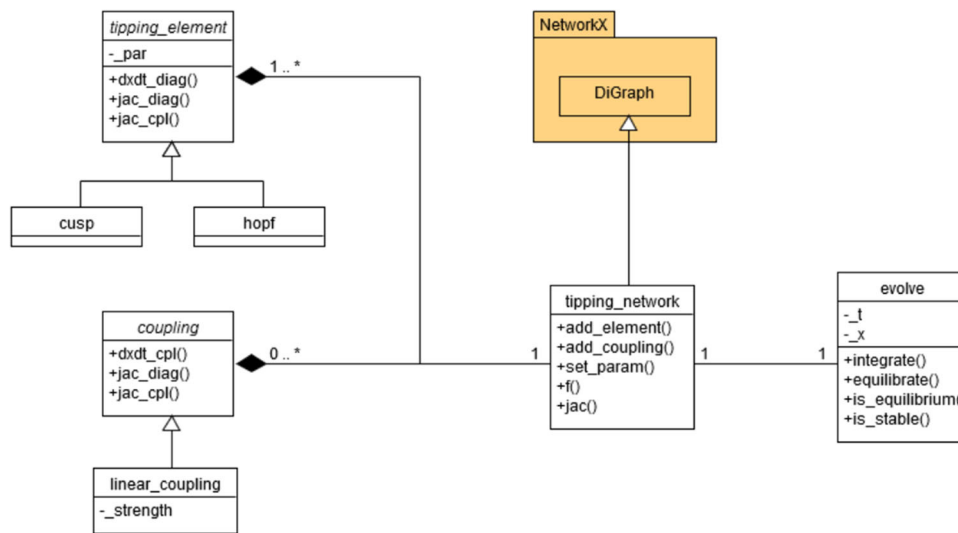 tipping_element
-_par
+dxdt_diag()
+jac_diag()
+jac_cpl()
1 .. *
cusp
hopf
NetworkX
DiGraph
coupling
+dxdt_cpl()
+jac_diag()
+jac_cpl()
0 .. *
linear_coupling
-_strength
1
tipping_network
+add_element()
+add_coupling()
+set_param()
+f()
+jac()
1
1
evolve
-_t
-_x
+integrate()
+equilibrate()
+is_equilibrium()
+is_stable()